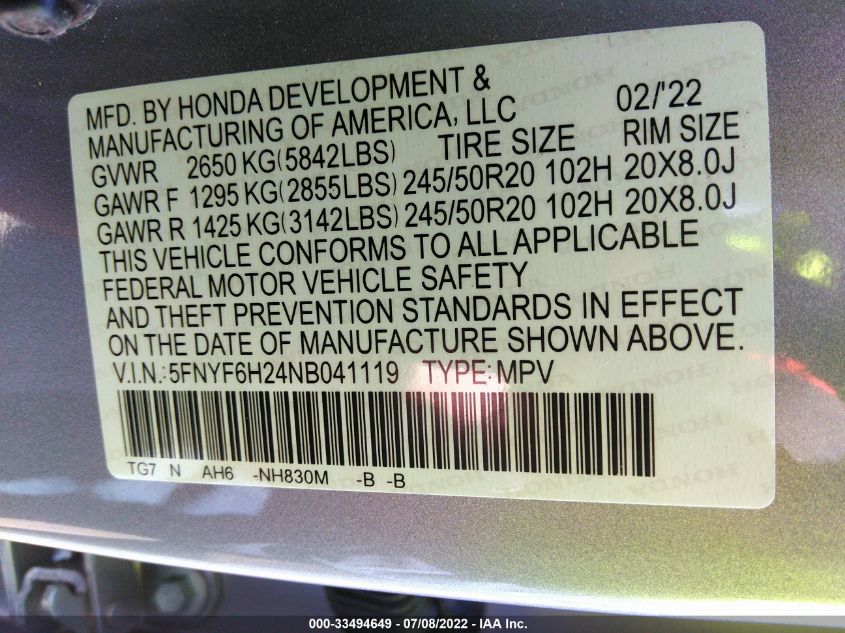 MFD. BY HONDA DEVELOPMENT &
MANUFACTURING OF AMERICA, LLC 02/'22
GVWR 2650 KG(5842LBS) TIRE SIZE RIM SIZE
GAWR F 1295 KG(2855LBS) 245/50R20 102H 20X8.0J
GAWR R 1425 KG(3142LBS) 245/50R20 102H 20X8.0J
THIS VEHICLE CONFORMS TO ALL APPLICABLE
FEDERAL MOTOR VEHICLE SAFETY
AND THEFT PREVENTION STANDARDS IN EFFECT
ON THE DATE OF MANUFACTURE SHOWN ABOVE.
V.I.N.:5FNYF6H24NB041119 TYPE:MPV
TG7 N AH6 -NH830M -B -B
000-33494649 - 07/08/2022 - IAA Inc.